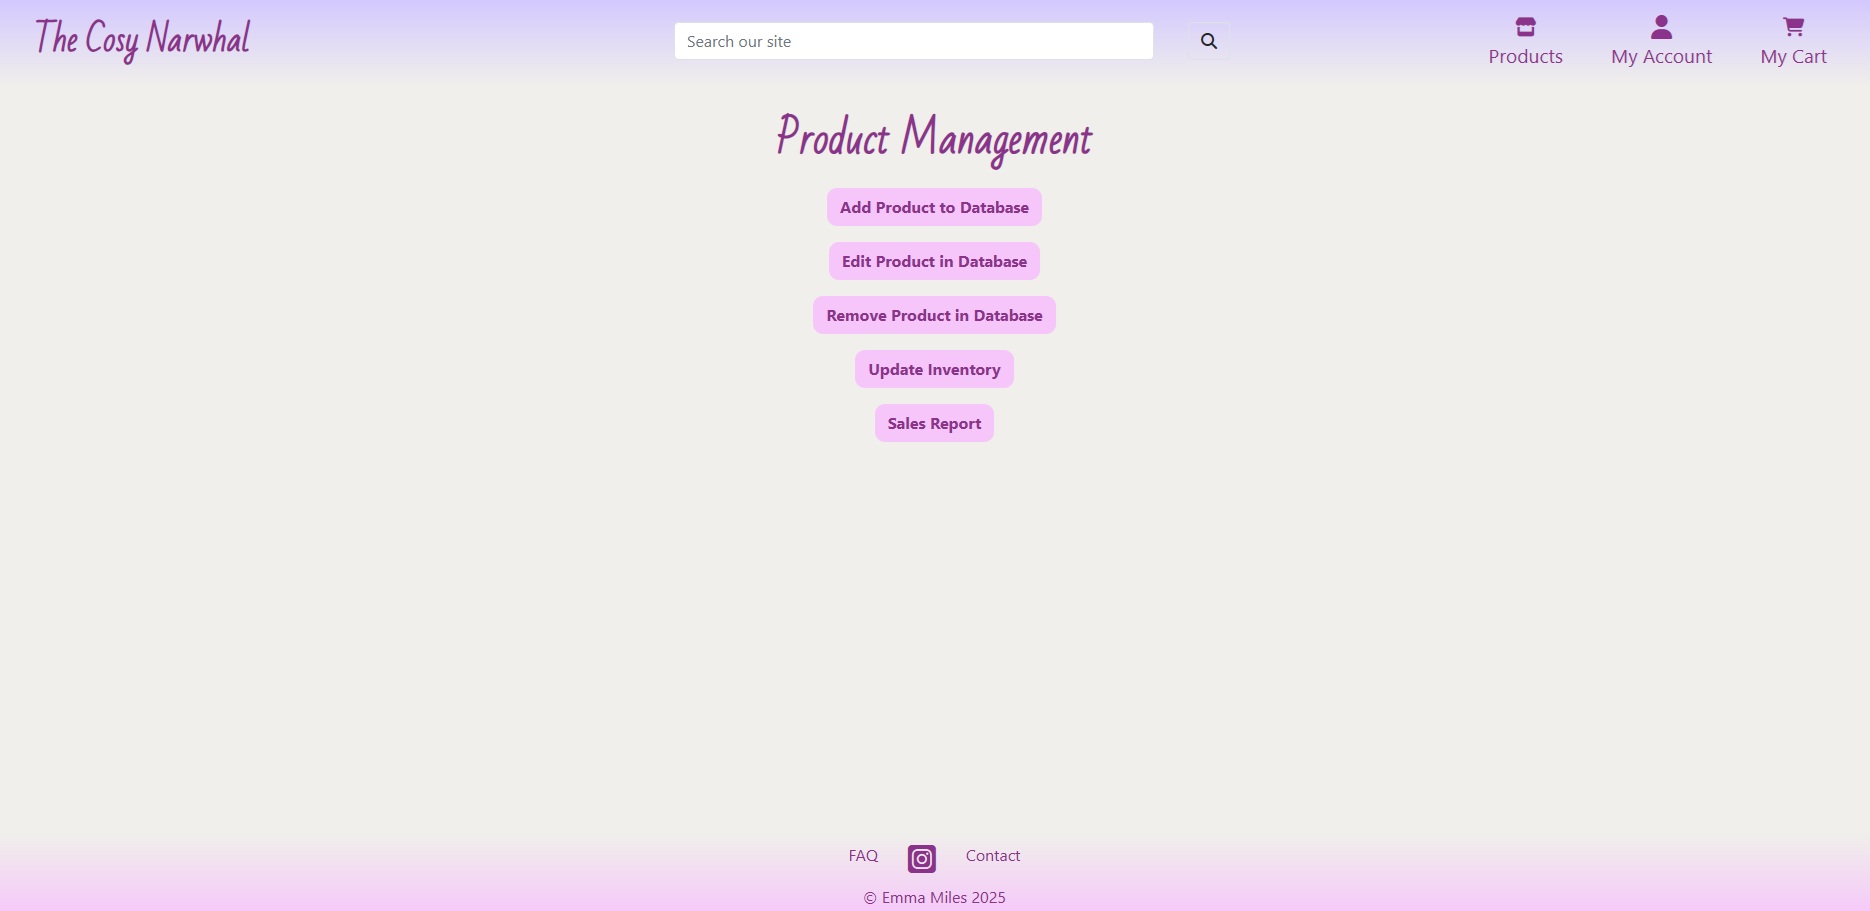 The Cosy Narwhal
Search our site
Products
My Account
My Cart
Product Management
Add Product to Database
Edit Product in Database
Remove Product in Database
Update Inventory
Sales Report
FAQ
Contact
© Emma Miles 2025